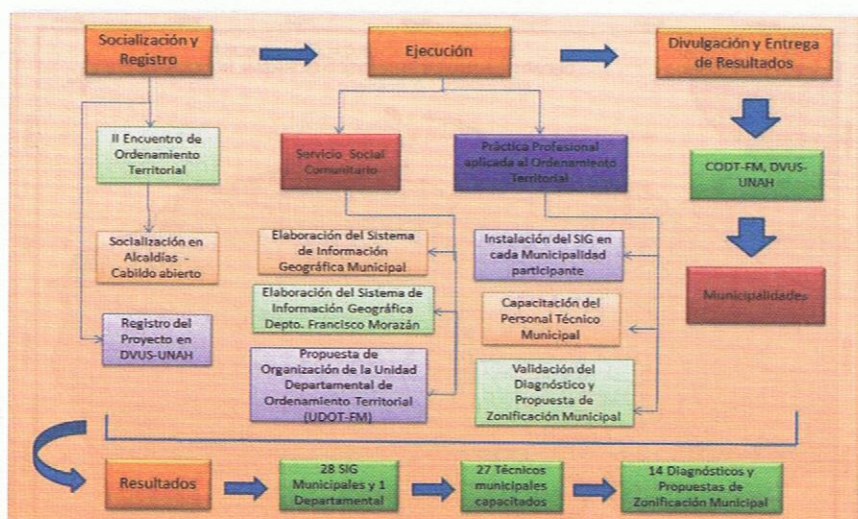 Socialización y
Registro
Ejecución
Divulgación y Entrega
de Resultados
II Encuentro de
Ordenamiento
Territorial
Servicio Social
Comunitario
Práctica Profesional
aplicada al Ordenamiento
Territorial
CODT-FM, DVUS-
UNAH
Socialización en
Alcaldías -
Cabildo abierto
Elaboración del Sistema
de Información
Geográfica Municipal
Instalación del SIG en
cada Municipalidad
participante
Municipalidades
Elaboración del Sistema de
Información Geográfica
Depto. Francisco Morazán
Capacitación del
Personal Técnico
Municipal
Registro del
Proyecto en
DVUS-UNAH
Propuesta de
Organización de la Unidad
Departamental de
Ordenamiento Territorial
(UDOT-FM)
Validación del
Diagnóstico y
Propuesta de
Zonificación Municipal
Resultados
28 SIG
Municipales y 1
Departamental
27 Técnicos
municipales
capacitados
14 Diagnósticos y
Propuestas de
Zonificación Municipal